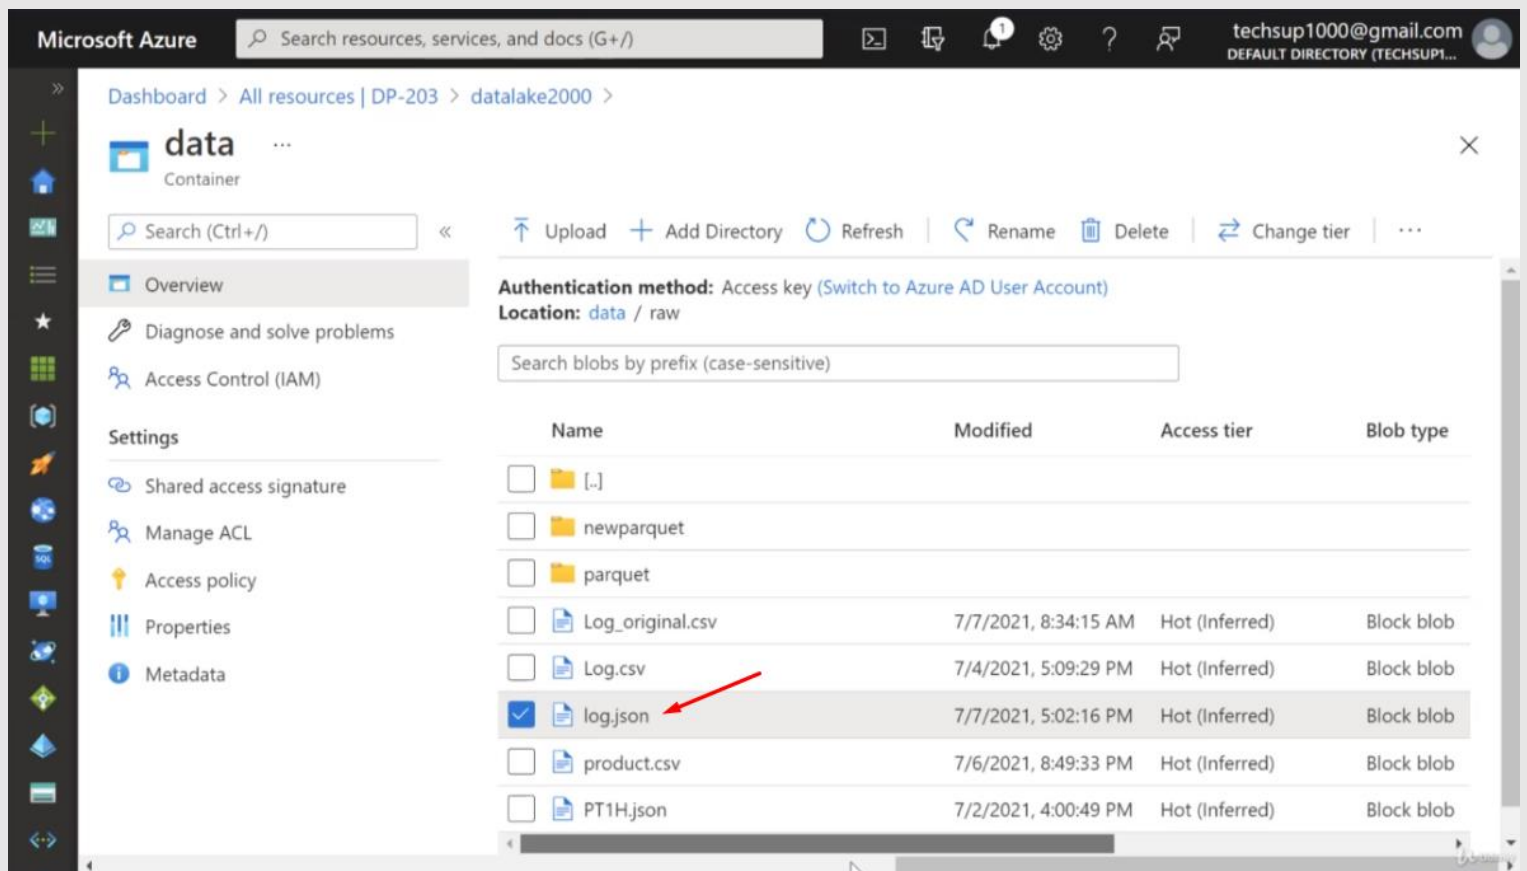 Microsoft Azure
Search resources, services, and docs (G+/)
1
techsup1000@gmail.com
DEFAULT DIRECTORY (TECHSUP1...
Dashboard > All resources | DP-203 > datalake2000 >
data ...
Container
Search (Ctrl+/)
Upload
Add Directory
Refresh
Rename
Delete
Change tier
...
Overview
Diagnose and solve problems
Access Control (IAM)
Settings
Shared access signature
Manage ACL
Access policy
Properties
Metadata
Authentication method: Access key (Switch to Azure AD User Account)
Location: data / raw
Search blobs by prefix (case-sensitive)
Name Modified Access tier Blob type
[..]
newparquet
parquet
Log_original.csv 7/7/2021, 8:34:15 AM Hot (Inferred) Block blob
Log.csv 7/4/2021, 5:09:29 PM Hot (Inferred) Block blob
log.json 7/7/2021, 5:02:16 PM Hot (Inferred) Block blob
product.csv 7/6/2021, 8:49:33 PM Hot (Inferred) Block blob
PT1H.json 7/2/2021, 4:00:49 PM Hot (Inferred) Block blob
SQL